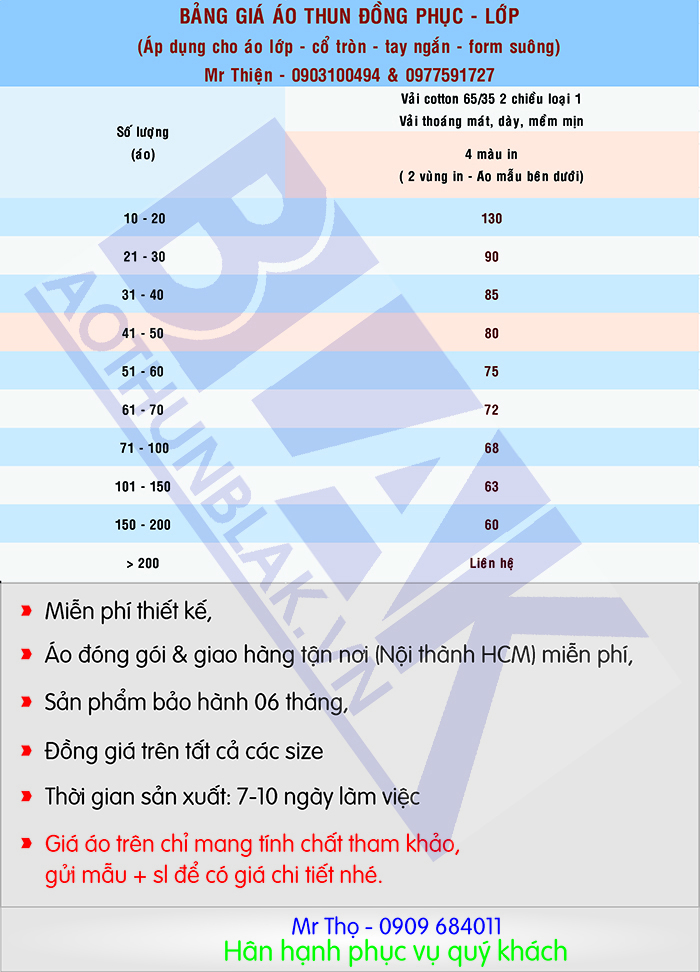 BẢNG GIÁ ÁO THUN ĐỒNG PHỤC - LỚP
(Áp dụng cho áo lớp - cổ tròn - tay ngắn - form suông)
Mr Thiện - 0903100494 & 0977591727
Số lượng
(áo)
Vải cotton 65/35 2 chiều loại 1
Vải thoáng mát, dày, mềm mịn
4 màu in
( 2 vùng in - Ao mẫu bên dưới)
10 - 20 130
21 - 30 90
31 - 40 85
41 - 50 80
51 - 60 75
61 - 70 72
71 - 100 68
101 - 150 63
150 - 200 60
> 200 Liên hệ
BLAK
AOTHUNBLAK.VN
Miễn phí thiết kế,
Áo đóng gói & giao hàng tận nơi (Nội thành HCM) miễn phí,
Sản phẩm bảo hành 06 tháng,
Đồng giá trên tất cả các size
Thời gian sản xuất: 7-10 ngày làm việc
Giá áo trên chỉ mang tính chất tham khảo,
gửi mẫu + sl để có giá chi tiết nhé.
Mr Thọ - 0909 684011
Hân hạnh phục vụ quý khách